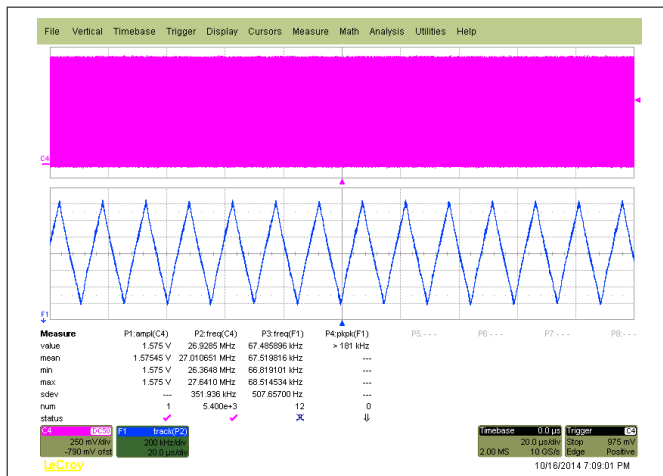 File Vertical Timebase Trigger Display Cursors Measure Math Analysis Utilities Help
C4
F1
Measure P1:ampl(C4) P2:freq(C4) P3:freq(F1) P4:pkpk(F1) P5:--- P6:--- P7:--- P8:---
value 1.575 V 26.9285 MHz 67.485896 kHz > 181 kHz
mean 1.57545 V 27.010651 MHz 67.519816 kHz ---
min 1.575 V 26.3648 MHz 66.819101 kHz ---
max 1.575 V 27.6410 MHz 68.514534 kHz ---
sdev --- 351.936 kHz 507.65700 Hz ---
num 1 5.400e+3 12 0
status
C4 DC50 F1 track(P2) Timebase 0.0 µs Trigger C4
250 mV/div 200 kHz/div 20.0 µs/div Stop 975 mV
-790 mV ofst 20.0 µs/div 2.00 MS 10 GS/s Edge Positive
LeCroy 10/16/2014 7:09:01 PM